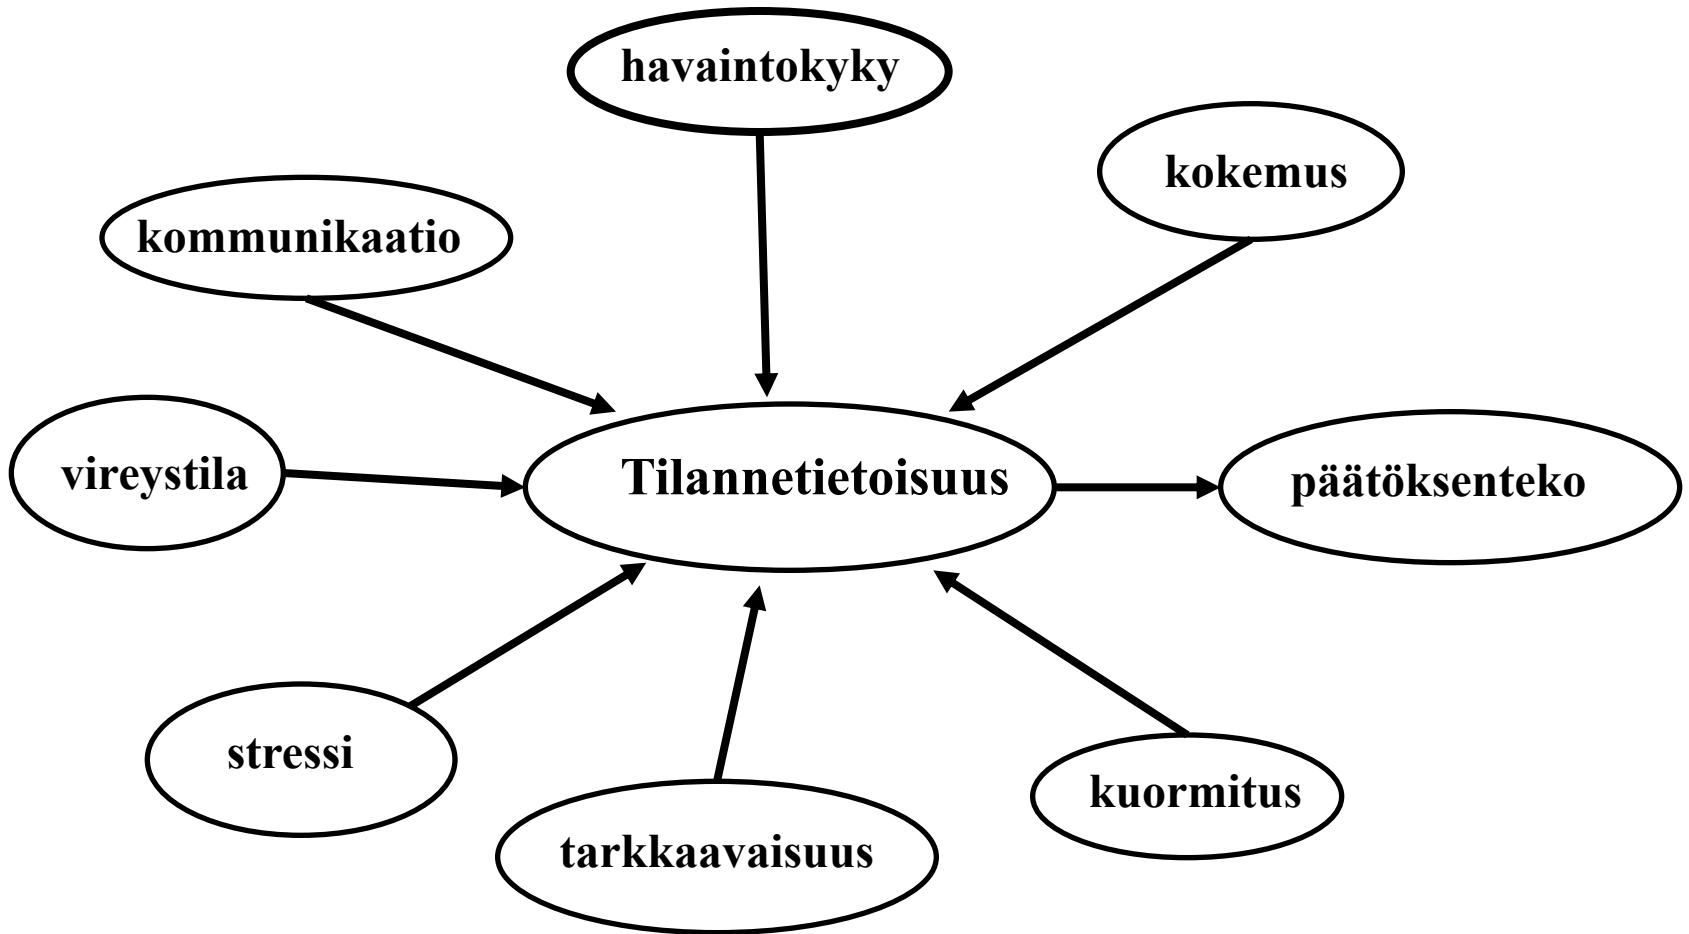 havaintokyky
kokemus
kommunikaatio
vireystila
Tilannetietoisuus
päätöksenteko
stressi
kuormitus
tarkkaavaisuus